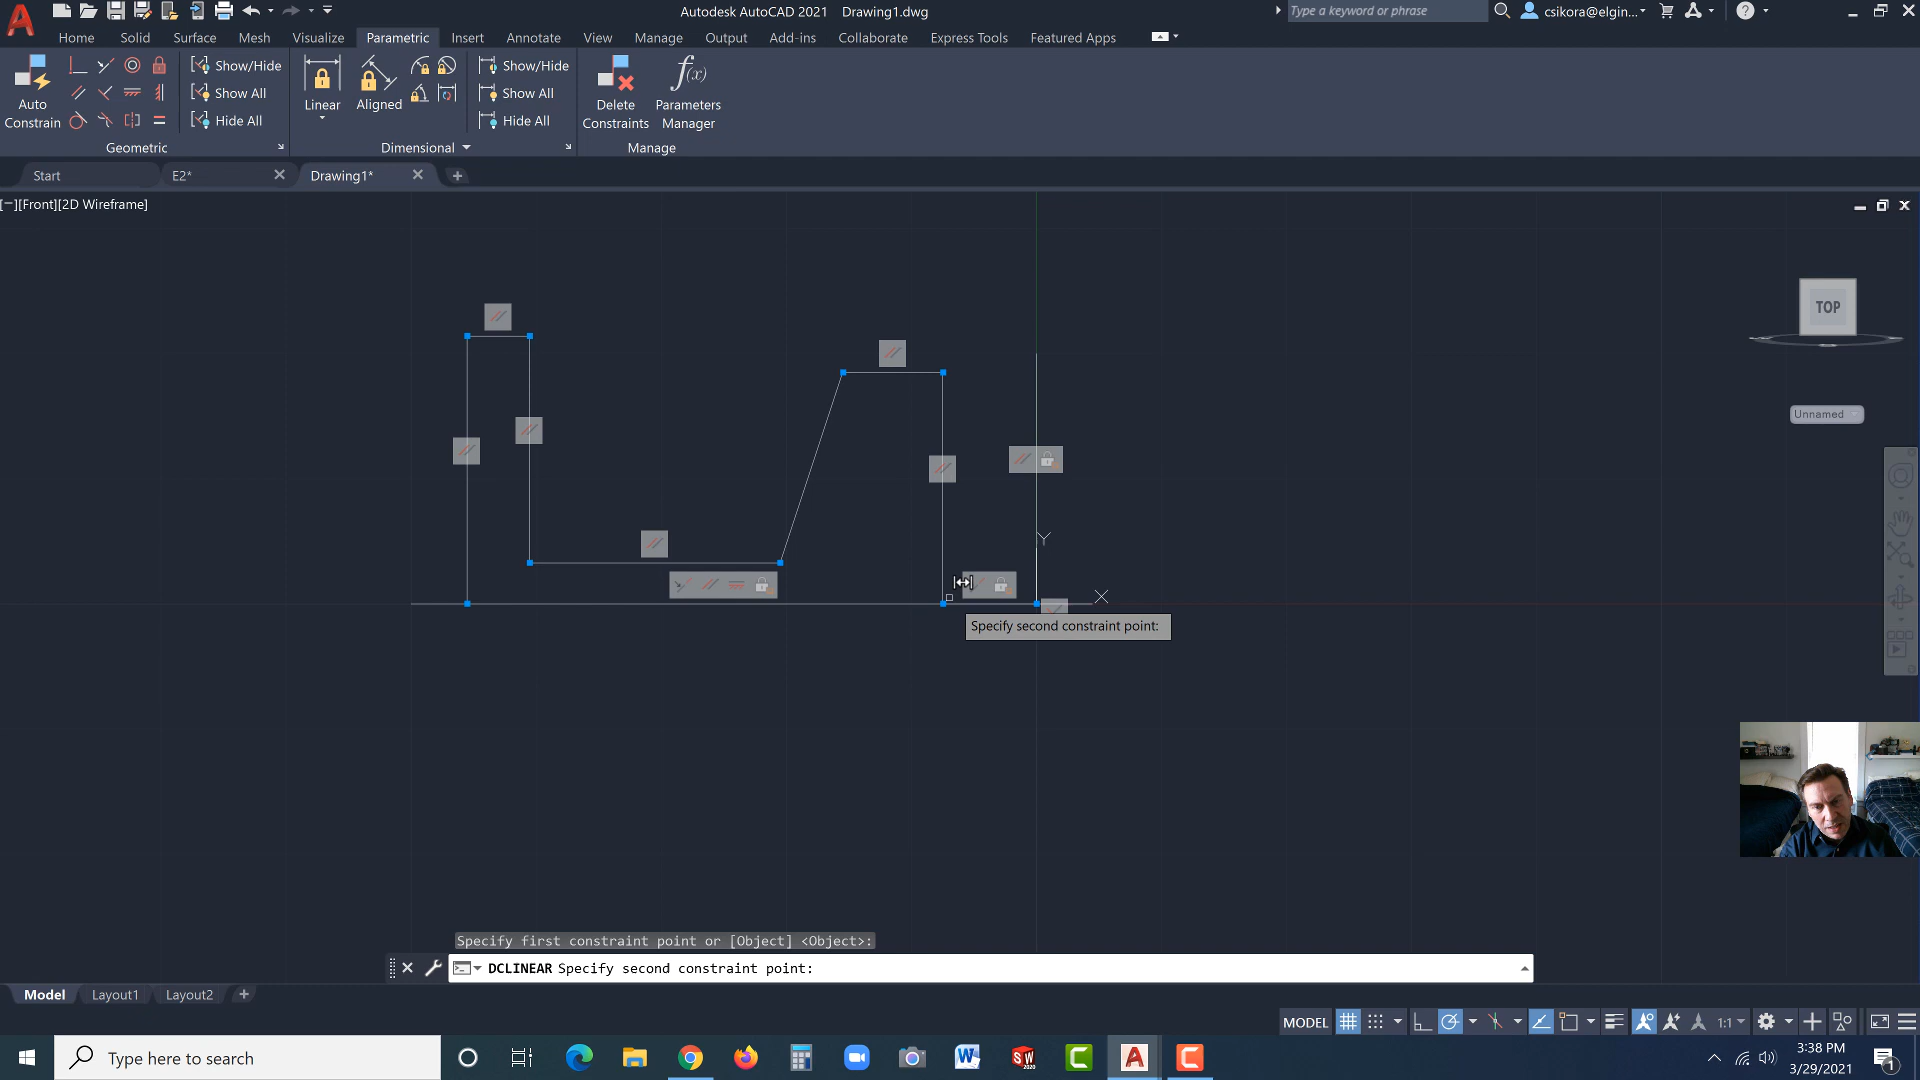 Autodesk AutoCAD 2021 Drawing1.dwg
Type a keyword or phrase
csikora@elgin...
Home Solid Surface Mesh Visualize Parametric Insert Annotate View Manage Output Add-ins Collaborate Express Tools Featured Apps
Auto
Constrain
Show/Hide
Show All
Hide All
Linear
Aligned
Show/Hide
Show All
Hide All
Delete
Constraints
f(x)
Parameters
Manager
Geometric
Dimensional
Manage
Start
E2*
Drawing1*
[−][Front][2D Wireframe]
TOP
Unnamed
Y
X
Specify second constraint point:
Specify first constraint point or [Object] <Object>:
DCLINEAR Specify second constraint point:
Model Layout1 Layout2
MODEL
1:1
Type here to search
3:38 PM
3/29/2021
1